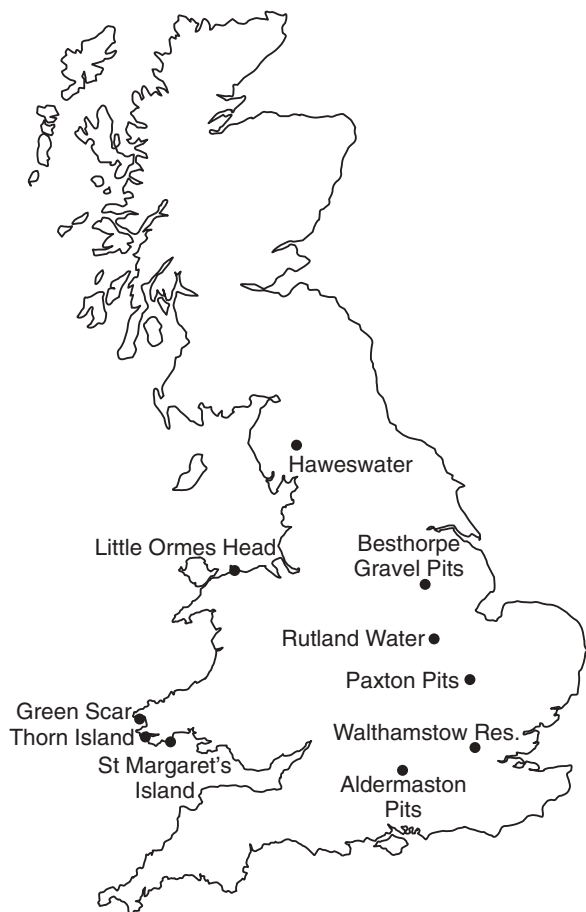 Haweswater
Little Ormes Head
Besthorpe
Gravel Pits
Rutland Water
Paxton Pits
Green Scar
Thorn Island
St Margaret's
Island
Walthamstow Res.
Aldermaston
Pits